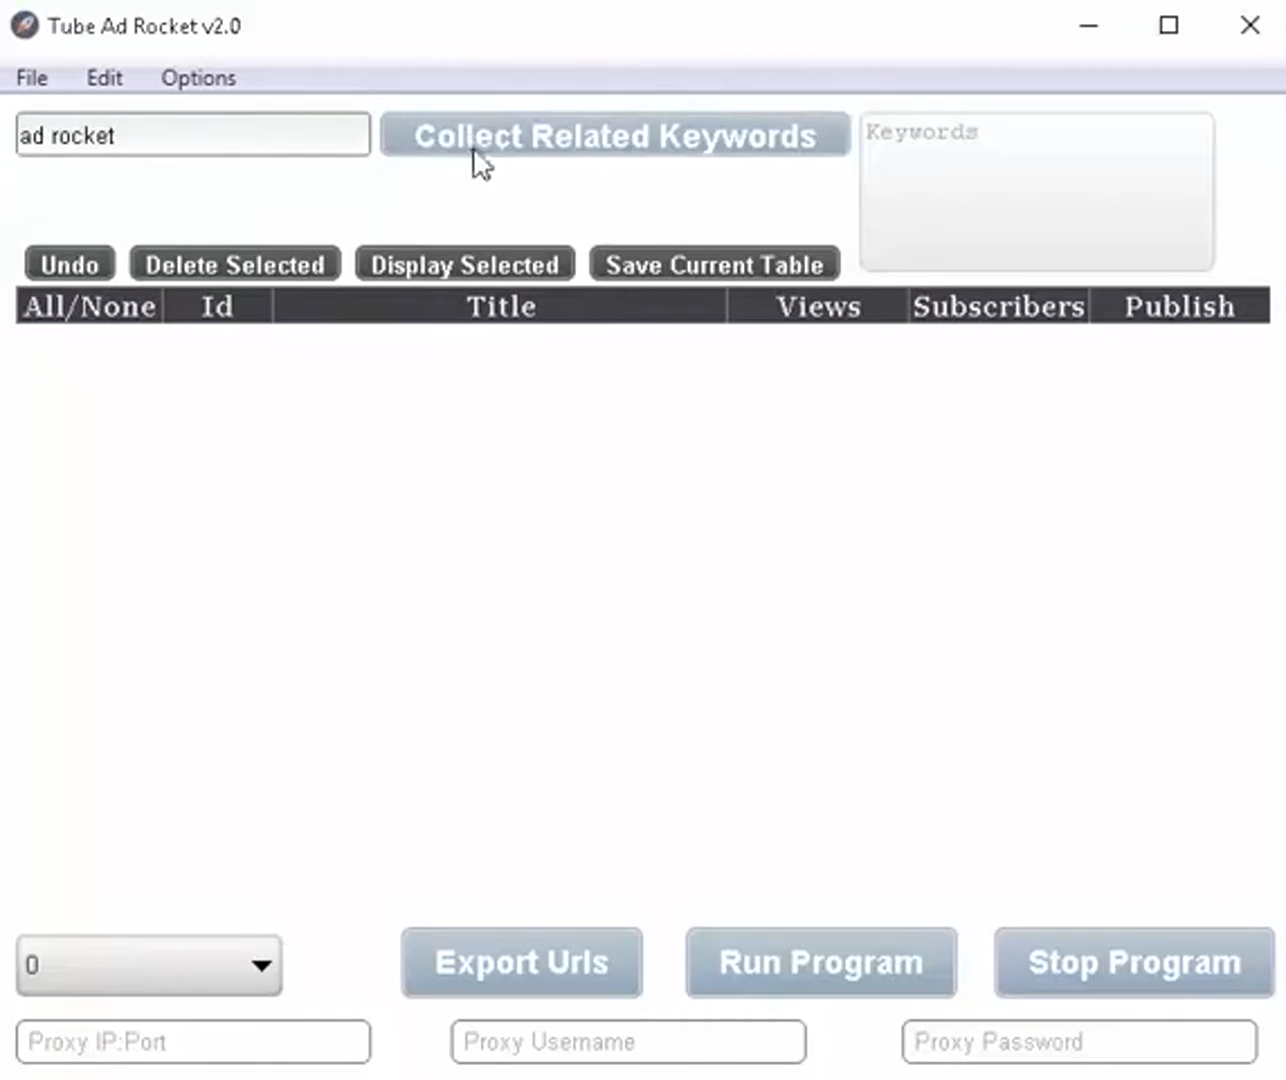 Tube Ad Rocket v2.0
File Edit Options
ad rocket Collect Related Keywords Keywords
Undo Delete Selected Display Selected Save Current Table
All/None Id Title Views Subscribers Publish
0 Export Urls Run Program Stop Program
Proxy IP:Port Proxy Username Proxy Password